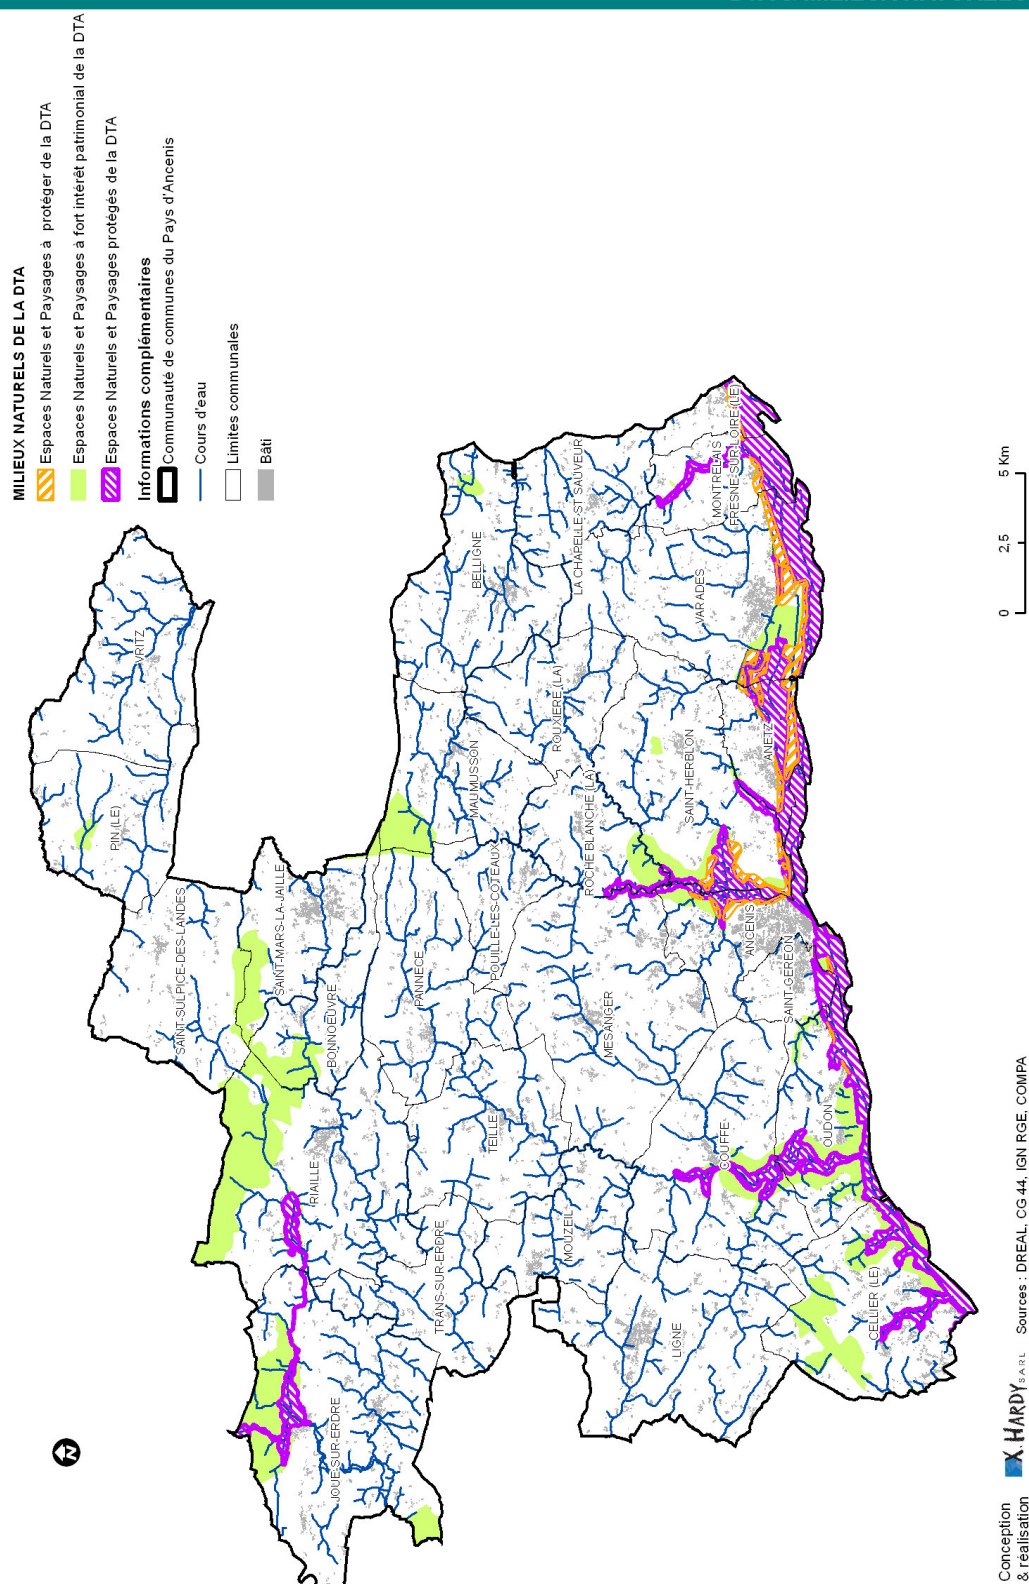 MILIEUX NATURELS DE LA DTA
Espaces Naturels et Paysages à protéger de la DTA
Espaces Naturels et Paysages à fort intérêt patrimonial de la DTA
Espaces Naturels et Paysages protégés de la DTA
Informations complémentaires
Communauté de communes du Pays d'Ancenis
Cours d'eau
Limites communales
Bâti
N
VRITZ
PIN (LE)
SAINT-SULPICE-DES-LANDES
SAINT-MARS-LA-JAILLE
BONNOEUVRE
RIAILLE
JOUE-SUR-ERDRE
PANNECE
MAUMUSSON
BELLIGNE
TRANS-SUR-ERDRE
TEILLE
POUILLE-LES-COTEAUX
ROUXIERE (LA)
LA CHAPELLE-ST SAUVEUR
MOUZEIL
MESANGER
ROCHE BLANCHE (LA)
SAINT-HERBLON
VARADES
MONTRELAIS
FRESNE-SUR-LOIRE (LE)
LIGNE
COUFFE
ANCENIS
ANETZ
SAINT-GEREON
OUDON
CELLIER (LE)
0 2,5 5 Km
Conception
& réalisation
X.HARDY SARL
Sources : DREAL, CG 44, IGN RGE, COMPA